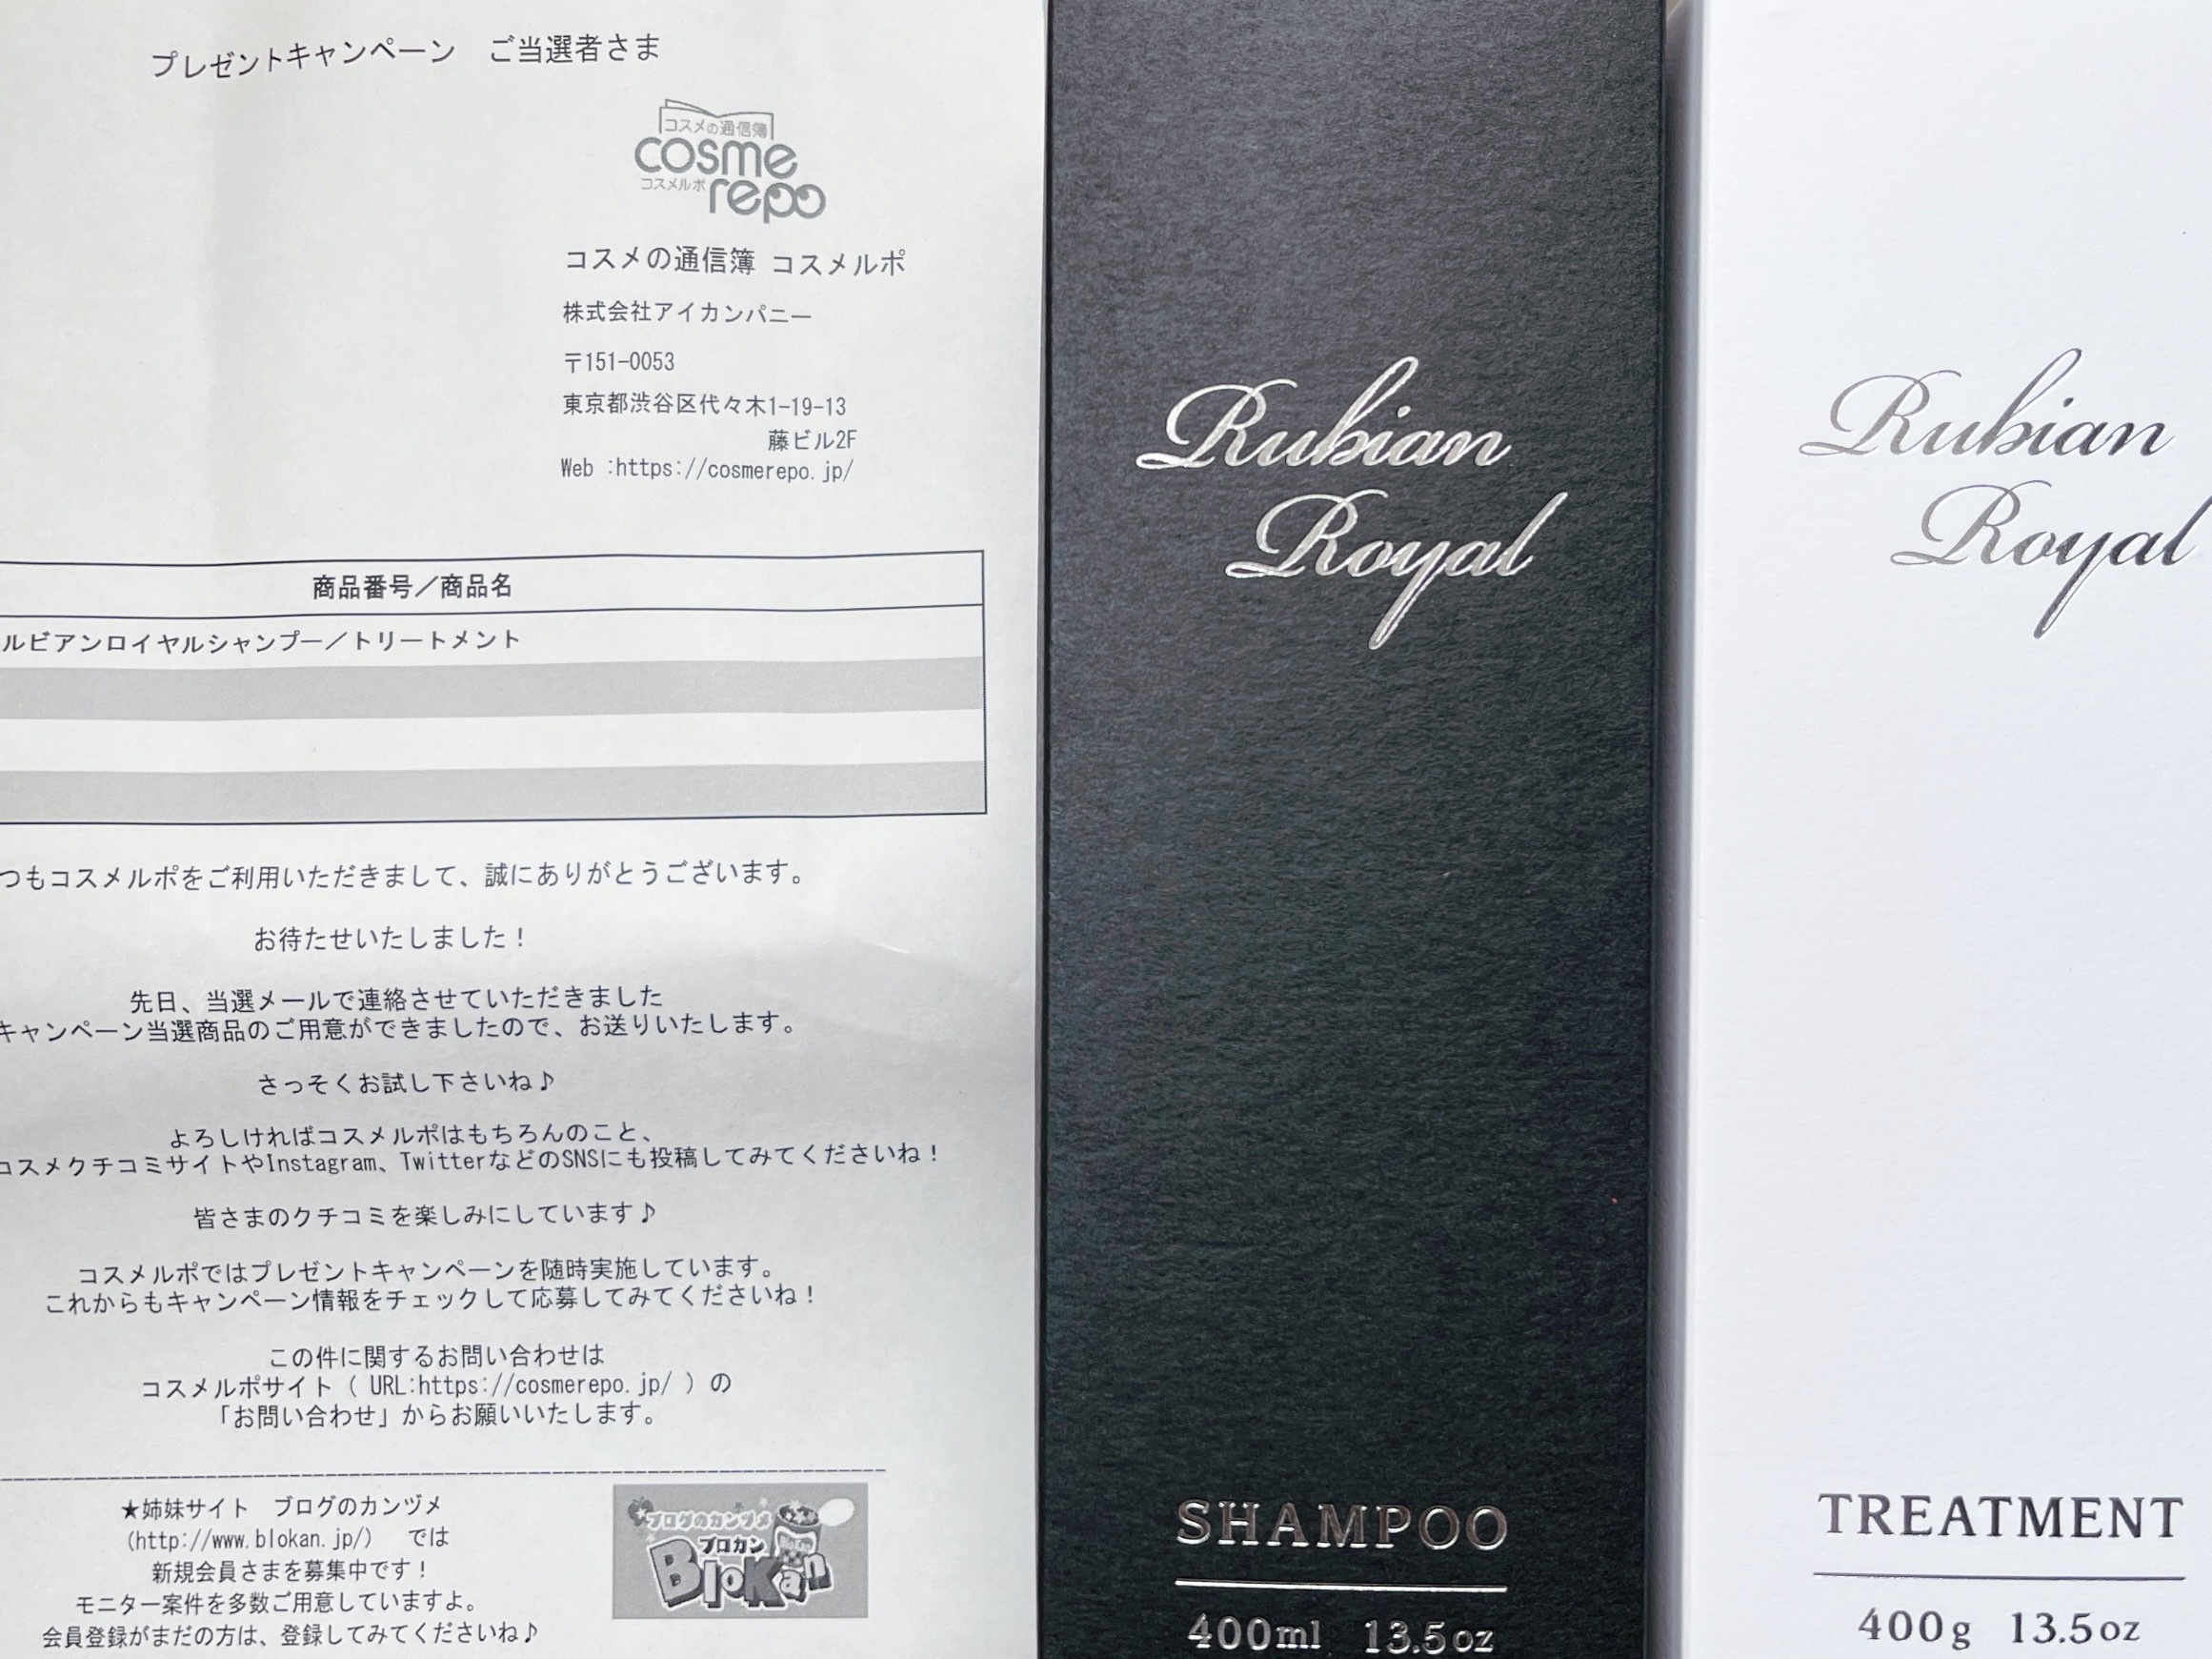 プレゼントキャンペーン　ご当選者さま
コスメの通信簿
cosme
コスメルポ
repo
コスメの通信簿 コスメルポ
株式会社アイカンパニー
〒151-0053
東京都渋谷区代々木1-19-13
藤ビル2F
Web :https://cosmerepo.jp/
商品番号／商品名
ルビアンロイヤルシャンプー／トリートメント
つもコスメルポをご利用いただきまして、誠にありがとうございます。
お待たせいたしました！
先日、当選メールで連絡させていただきました
キャンペーン当選商品のご用意ができましたので、お送りいたします。
さっそくお試し下さいね♪
よろしければコスメルポはもちろんのこと、
コスメクチコミサイトやInstagram、TwitterなどのSNSにも投稿してみてくださいね！
皆さまのクチコミを楽しみにしています♪
コスメルポではプレゼントキャンペーンを随時実施しています。
これからもキャンペーン情報をチェックして応募してみてくださいね！
この件に関するお問い合わせは
コスメルポサイト（ URL:https://cosmerepo.jp/ ）の
「お問い合わせ」からお願いいたします。
★姉妹サイト　ブログのカンヅメ
(http://www.blokan.jp/)　では
新規会員さまを募集中です！
モニター案件を多数ご用意していますよ。
会員登録がまだの方は、登録してみてくださいね♪
ブログのカンヅメ
ブロカン
BloKan
BloKan
Rubian
Royal
SHAMPOO
400ml 13.5oz
Rubian
Royal
TREATMENT
400g 13.5oz